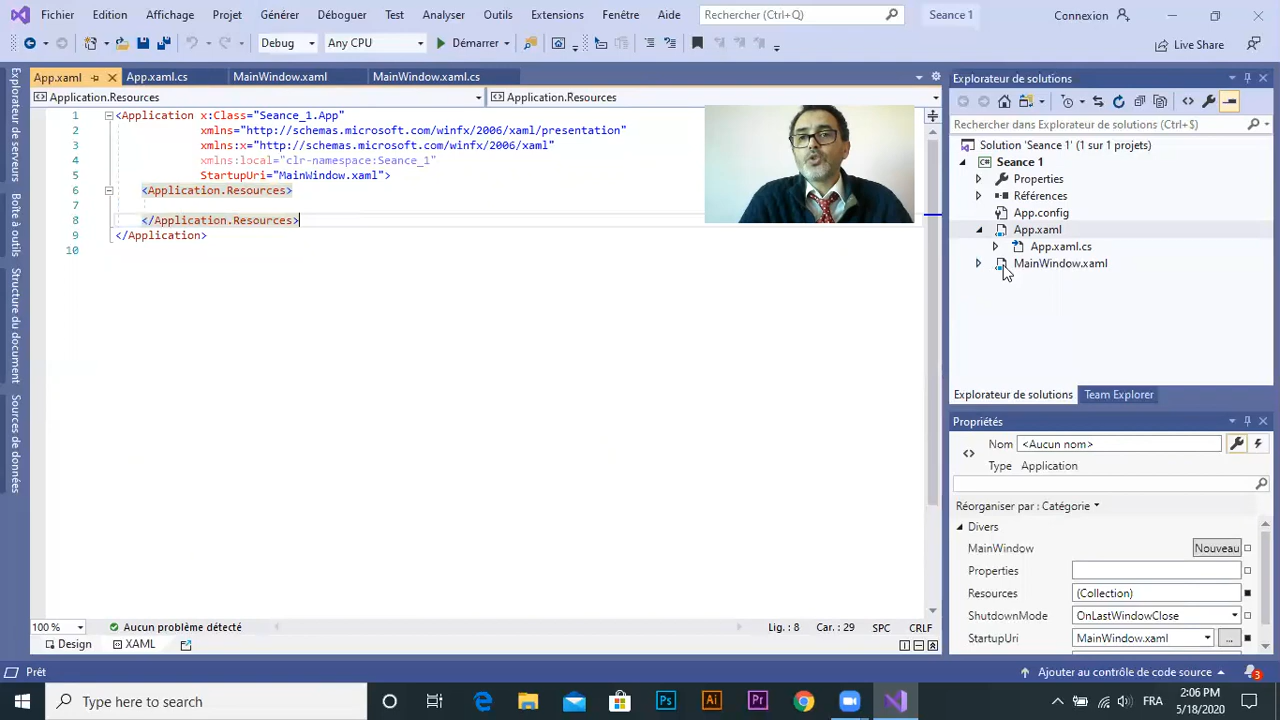 Fichier Edition Affichage Projet Générer Déboguer Test Analyser Outils Extensions Fenêtre Aide Rechercher (Ctrl+Q) Seance 1 Connexion
Debug Any CPU Démarrer Live Share
App.xaml App.xaml.cs MainWindow.xaml MainWindow.xaml.cs
Application.Resources Application.Resources
1 <Application x:Class="Seance_1.App"
2 xmlns="http://schemas.microsoft.com/winfx/2006/xaml/presentation"
3 xmlns:x="http://schemas.microsoft.com/winfx/2006/xaml"
4 xmlns:local="clr-namespace:Seance_1"
5 StartupUri="MainWindow.xaml">
6 <Application.Resources>
7
8 </Application.Resources>
9 </Application>
10
100 % Aucun problème détecté Lig. : 8 Car. : 29 SPC CRLF
Design XAML
Explorateur de serveurs
Boîte à outils
Structure du document
Sources de données
Explorateur de solutions
Rechercher dans Explorateur de solutions (Ctrl+$)
Solution 'Seance 1' (1 sur 1 projets)
Seance 1
Properties
Références
App.config
App.xaml
App.xaml.cs
MainWindow.xaml
Explorateur de solutions Team Explorer
Propriétés
Nom <Aucun nom>
Type Application
Réorganiser par : Catégorie
Divers
MainWindow Nouveau
Properties
Resources (Collection)
ShutdownMode OnLastWindowClose
StartupUri MainWindow.xaml ...
Prêt Ajouter au contrôle de code source 3
Type here to search Ps Ai Pr FRA 2:06 PM
5/18/2020